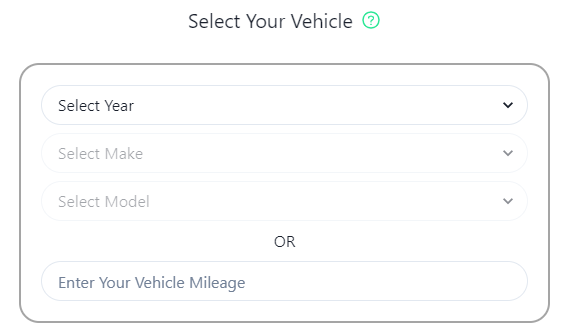 Select Your Vehicle ?
Select Year
Select Make
Select Model
OR
Enter Your Vehicle Mileage